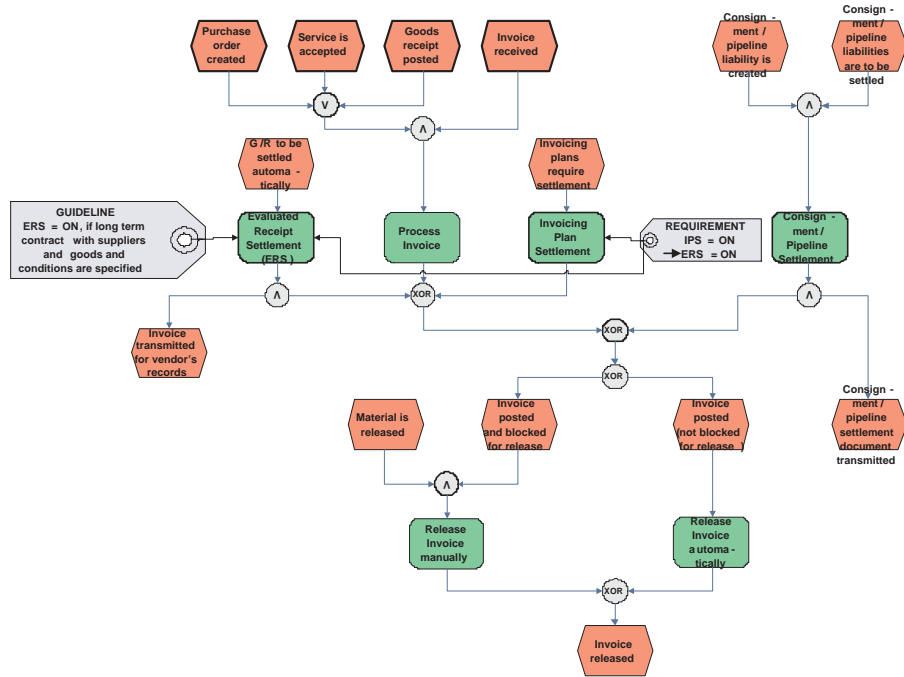 Purchase
order
created
Service is
accepted
Goods
receipt
posted
Invoice
received
Consign -
ment /
pipeline
liability is
created
Consign -
ment /
pipeline
liabilities
are to be
settled
V
Λ
Λ
G /R to be
settled
automa -
tically
Invoicing
plans
require
settlement
GUIDELINE
ERS = ON, if long term
contract with suppliers
and goods and
conditions are specified
Evaluated
Receipt
Settlement
(ERS )
Process
Invoice
Invoicing
Plan
Settlement
REQUIREMENT
IPS = ON
ERS = ON
Consign -
ment /
Pipeline
Settlement
Λ
XOR
Λ
XOR
Invoice
transmitted
for vendor's
records
XOR
Material is
released
Invoice
posted
and blocked
for release
Invoice
posted
(not blocked
for release )
Consign -
ment /
pipeline
settlement
document
transmitted
Λ
Release
Invoice
manually
Release
Invoice
automa -
tically
XOR
Invoice
released